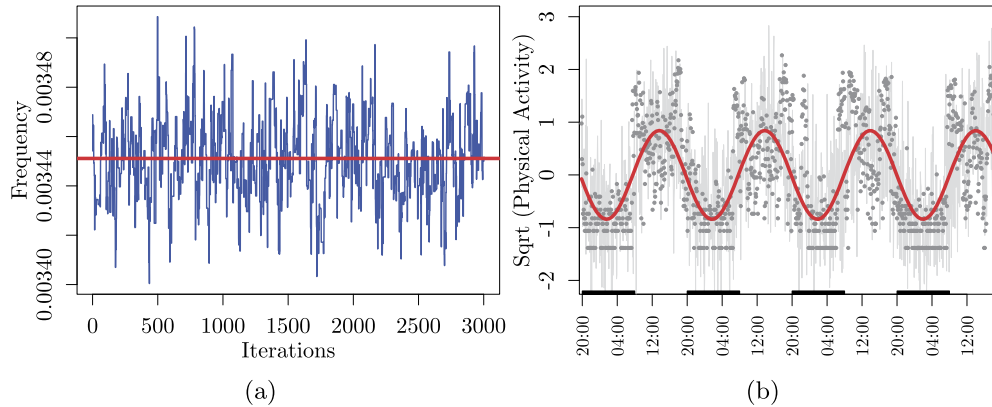 Frequency
0.00340 0.00344 0.00348
0 500 1000 1500 2000 2500 3000
Iterations
(a)
Sqrt (Physical Activity)
-2 -1 0 1 2 3
20:00 04:00 12:00 20:00 04:00 12:00 20:00 04:00 12:00 20:00 04:00 12:00
(b)